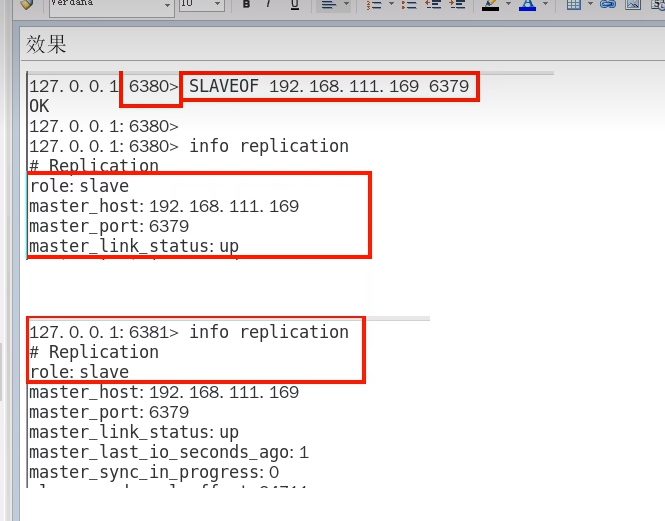 Verdana 10 B I U
效果
127.0.0.1:6380> SLAVEOF 192.168.111.169 6379
OK
127.0.0.1:6380>
127.0.0.1:6380> info replication
# Replication
role:slave
master_host:192.168.111.169
master_port:6379
master_link_status:up
127.0.0.1:6381> info replication
# Replication
role:slave
master_host:192.168.111.169
master_port:6379
master_link_status:up
master_last_io_seconds_ago:1
master_sync_in_progress:0